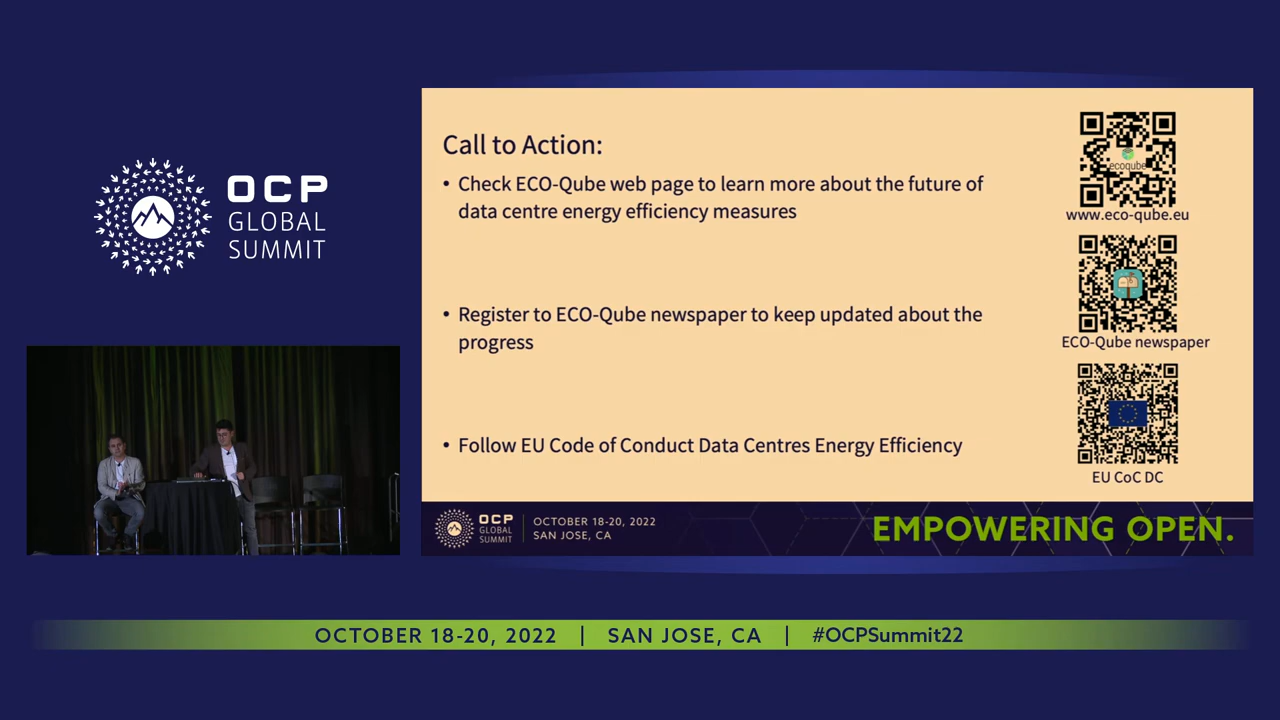 OCP
GLOBAL
SUMMIT
Call to Action:
• Check ECO-Qube web page to learn more about the future of
data centre energy efficiency measures
• Register to ECO-Qube newspaper to keep updated about the
progress
• Follow EU Code of Conduct Data Centres Energy Efficiency
ecoqube
www.eco-qube.eu
ECO-Qube newspaper
EU CoC DC
OCP
GLOBAL
SUMMIT
OCTOBER 18-20, 2022
SAN JOSE, CA
EMPOWERING OPEN.
OCTOBER 18-20, 2022 | SAN JOSE, CA | #OCPSummit22